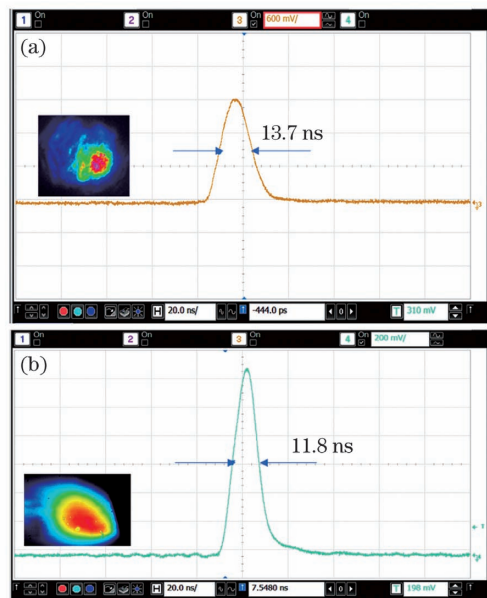 1 On 2 On 3 On 600 mV/ 4 On
(a)
13.7 ns
H 20.0 ns/ -444.0 ps 0 T 310 mV
1 On 2 On 3 On 4 On 200 mV/
(b)
11.8 ns
H 20.0 ns/ 7.5480 ns 0 T 198 mV